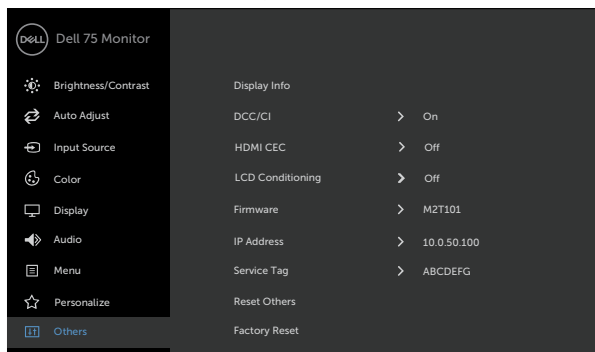 DELL Dell 75 Monitor
Brightness/Contrast
Auto Adjust
Input Source
Color
Display
Audio
Menu
Personalize
Others
Display Info
DCC/CI > On
HDMI CEC > Off
LCD Conditioning > Off
Firmware > M2T101
IP Address > 10.0.50.100
Service Tag > ABCDEFG
Reset Others
Factory Reset